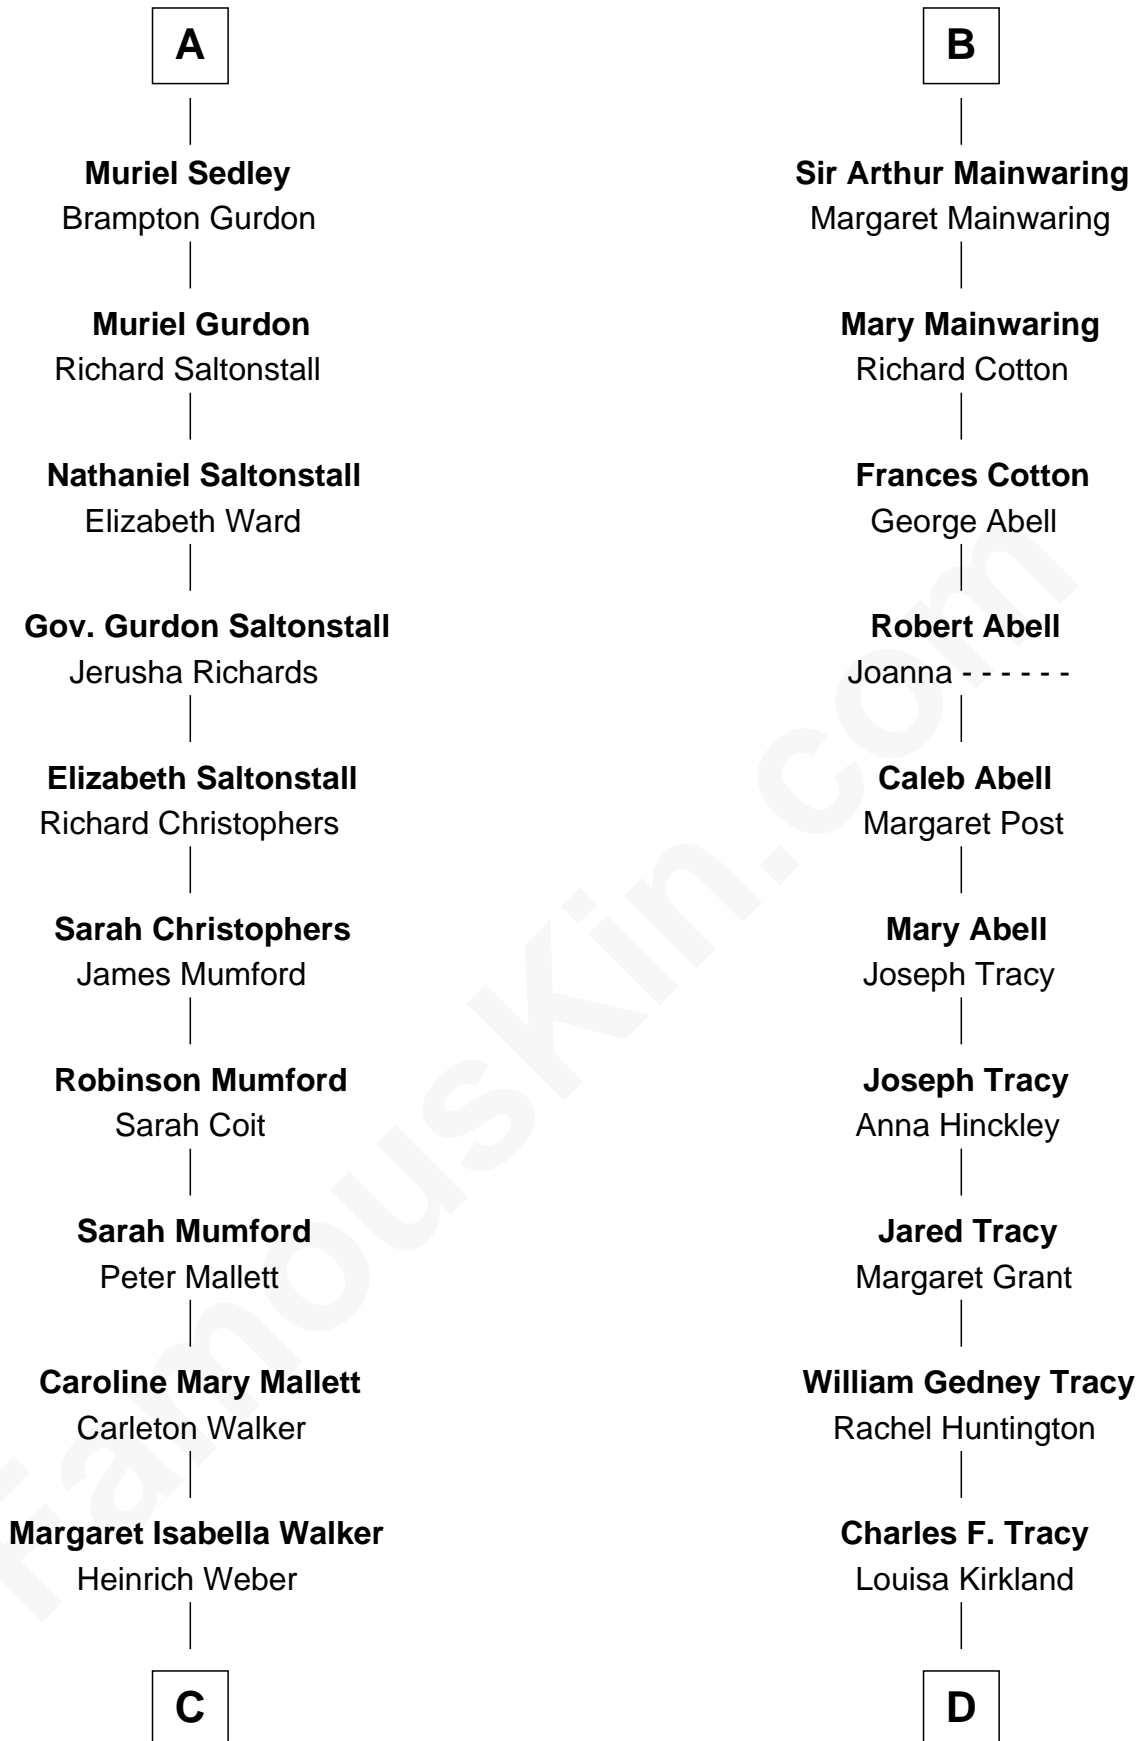 A
Muriel Sedley
Brampton Gurdon
Muriel Gurdon
Richard Saltonstall
Nathaniel Saltonstall
Elizabeth Ward
Gov. Gurdon Saltonstall
Jerusha Richards
Elizabeth Saltonstall
Richard Christophers
Sarah Christophers
James Mumford
Robinson Mumford
Sarah Coit
Sarah Mumford
Peter Mallett
Caroline Mary Mallett
Carleton Walker
Margaret Isabella Walker
Heinrich Weber
C
B
Sir Arthur Mainwaring
Margaret Mainwaring
Mary Mainwaring
Richard Cotton
Frances Cotton
George Abell
Robert Abell
Joanna - - - - - -
Caleb Abell
Margaret Post
Mary Abell
Joseph Tracy
Joseph Tracy
Anna Hinckley
Jared Tracy
Margaret Grant
William Gedney Tracy
Rachel Huntington
Charles F. Tracy
Louisa Kirkland
D
FamousKin.com